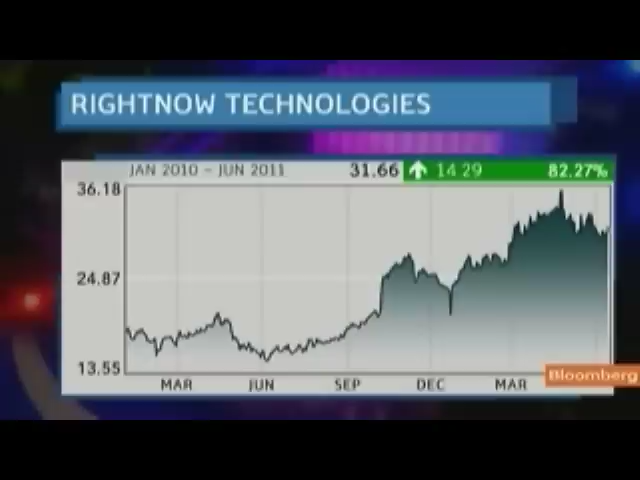 RIGHTNOW TECHNOLOGIES
JAN 2010 - JUN 2011 31.66 14 29 82.27%
36.18
24.87
13.55
MAR JUN SEP DEC MAR
Bloomberg